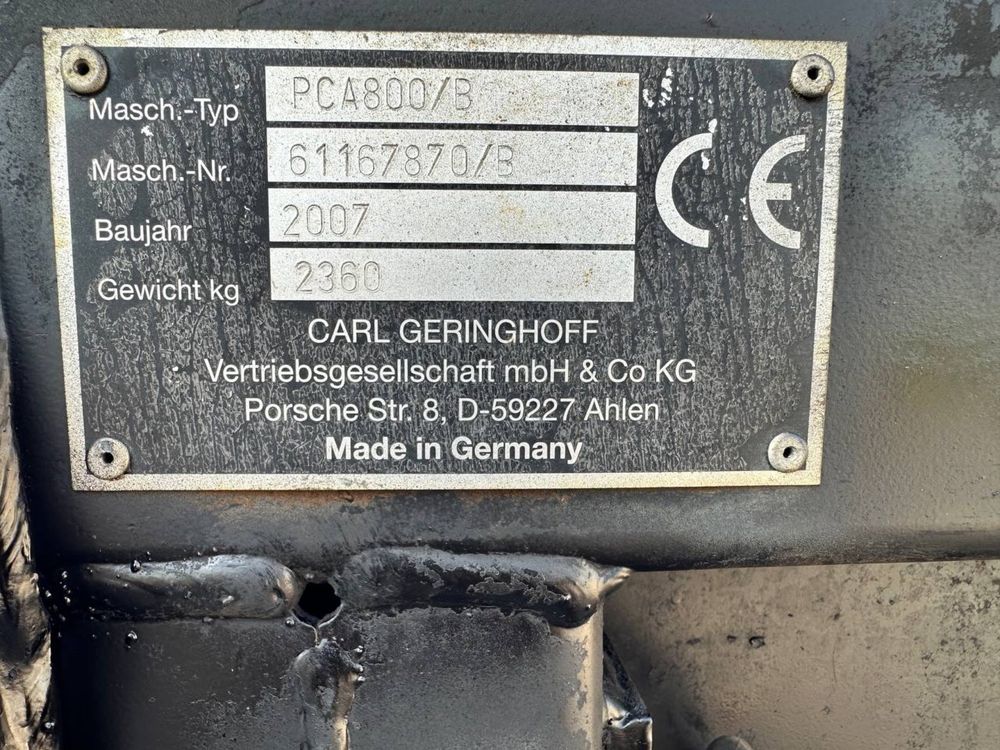 Masch.-Typ PCA800/B
Masch.-Nr. 61167870/B
Baujahr 2007
Gewicht kg 2360
CE
CARL GERINGHOFF
Vertriebsgesellschaft mbH & Co KG
Porsche Str. 8, D-59227 Ahlen
Made in Germany